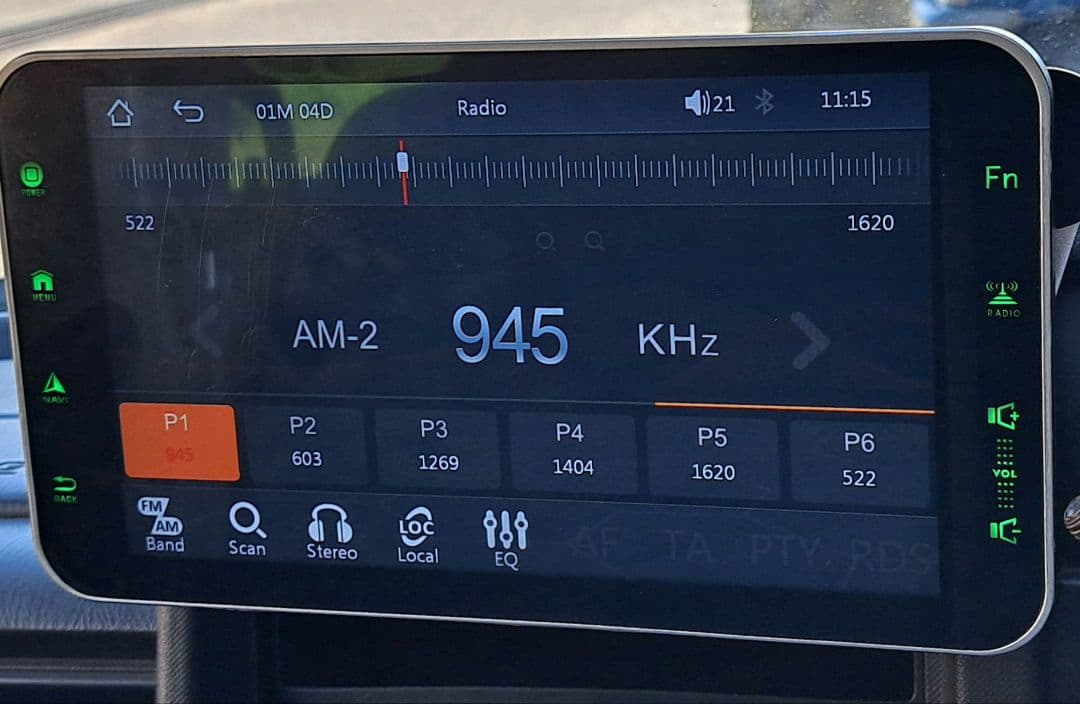 01M 04D Radio 21 11:15
522 1620
AM-2 945 KHz
P1 P2 P3 P4 P5 P6
945 603 1269 1404 1620 522
FM AM LOC
Band Scan Stereo Local EQ AF TA PTY RDS
POWER
MENU
NAVI
BACK
Fn
RADIO
VOL